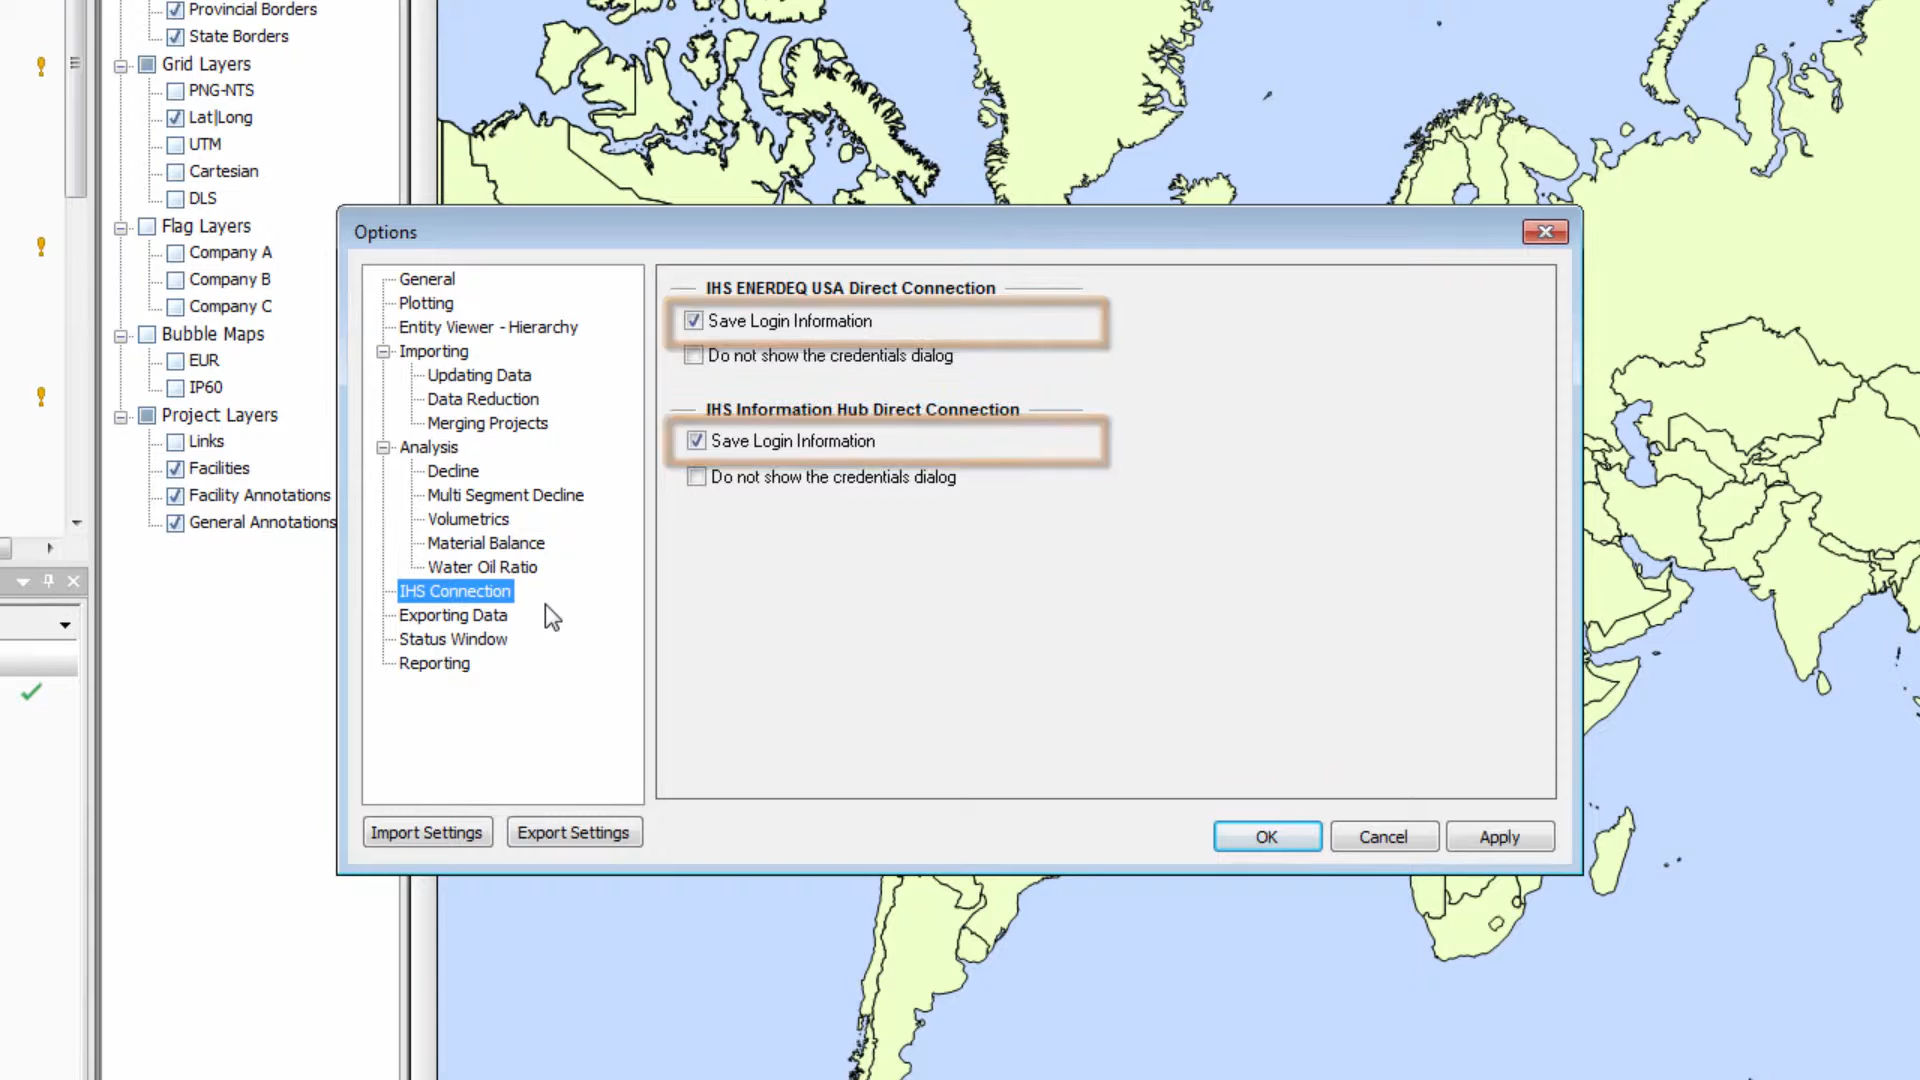 Provincial Borders
State Borders
Grid Layers
PNG-NTS
Lat|Long
UTM
Cartesian
DLS
Flag Layers
Company A
Company B
Company C
Bubble Maps
EUR
IP60
Project Layers
Links
Facilities
Facility Annotations
General Annotations
Options
General
Plotting
Entity Viewer - Hierarchy
Importing
Updating Data
Data Reduction
Merging Projects
Analysis
Decline
Multi Segment Decline
Volumetrics
Material Balance
Water Oil Ratio
IHS Connection
Exporting Data
Status Window
Reporting
IHS ENERDEQ USA Direct Connection
Save Login Information
Do not show the credentials dialog
IHS Information Hub Direct Connection
Save Login Information
Do not show the credentials dialog
Import Settings
Export Settings
OK
Cancel
Apply